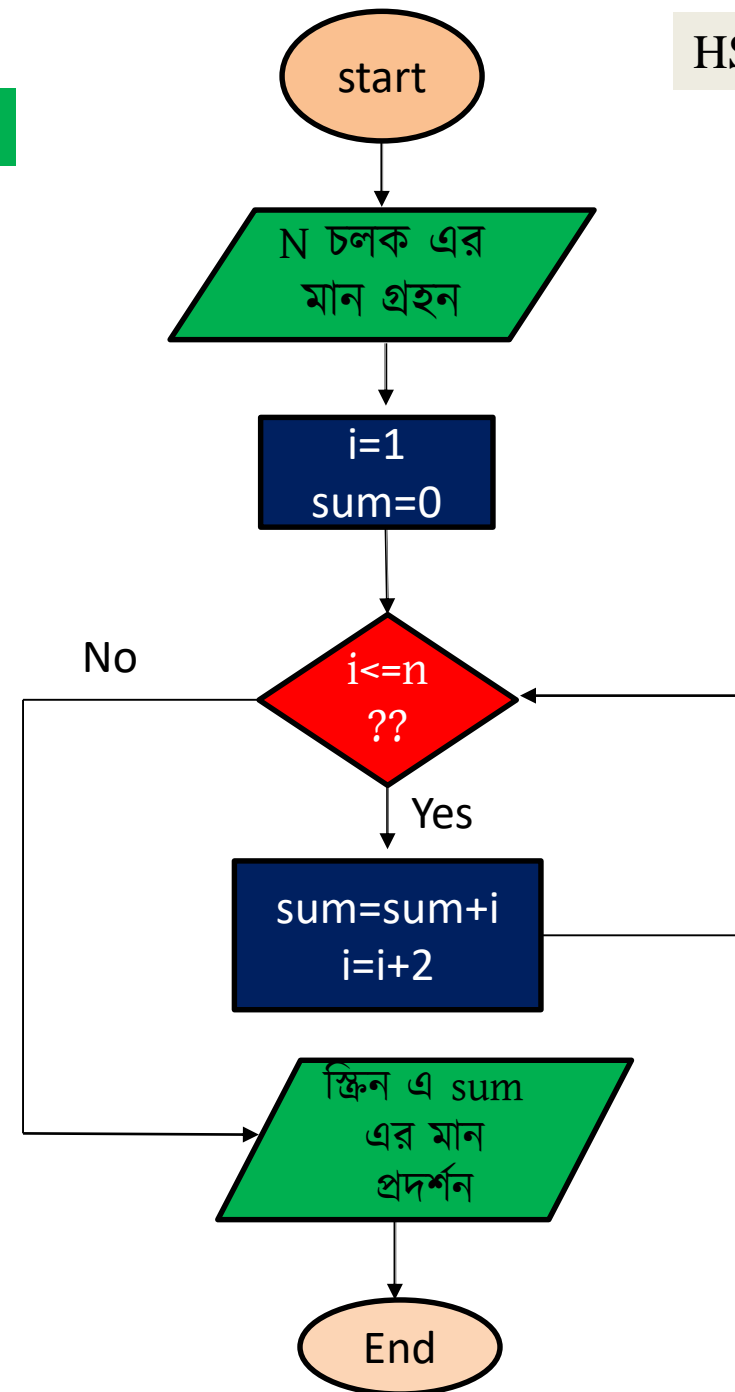 HS
start
N চলক এর
মান গ্রহন
i=1
sum=0
No
i<=n
??
Yes
sum=sum+i
i=i+2
স্ক্রিন এ sum
এর মান
প্রদর্শন
End